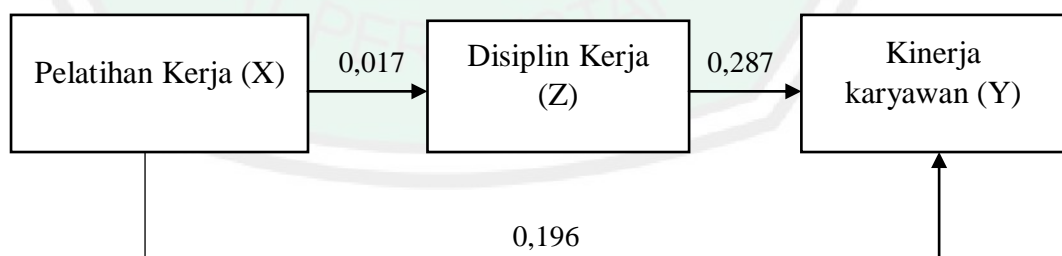 Pelatihan Kerja (X)
0,017
Disiplin Kerja
(Z)
0,287
Kinerja
karyawan (Y)
0,196